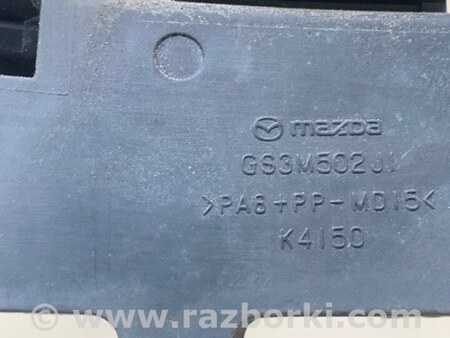 mazda
GS3M502J1
>PA6+PP-MD15<
K4150
© www.razborki.com